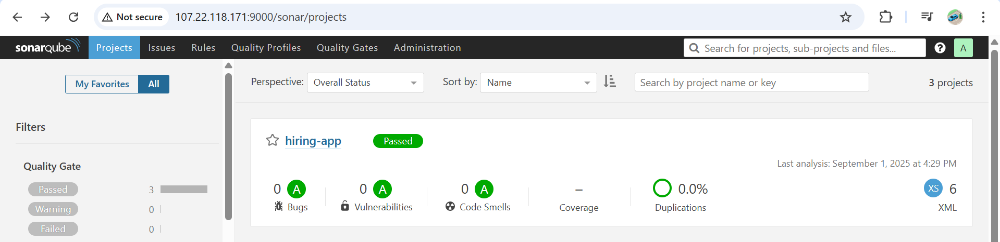 Not secure 107.22.118.171:9000/sonar/projects
sonarqube Projects Issues Rules Quality Profiles Quality Gates Administration Search for projects, sub-projects and files... ? A
My Favorites All
Perspective: Overall Status Sort by: Name Search by project name or key 3 projects
Filters
Quality Gate
Passed 3
Warning 0
Failed 0
hiring-app Passed
Last analysis: September 1, 2025 at 4:29 PM
0 A 0 A 0 A – 0.0% XS 6
Bugs Vulnerabilities Code Smells Coverage Duplications XML